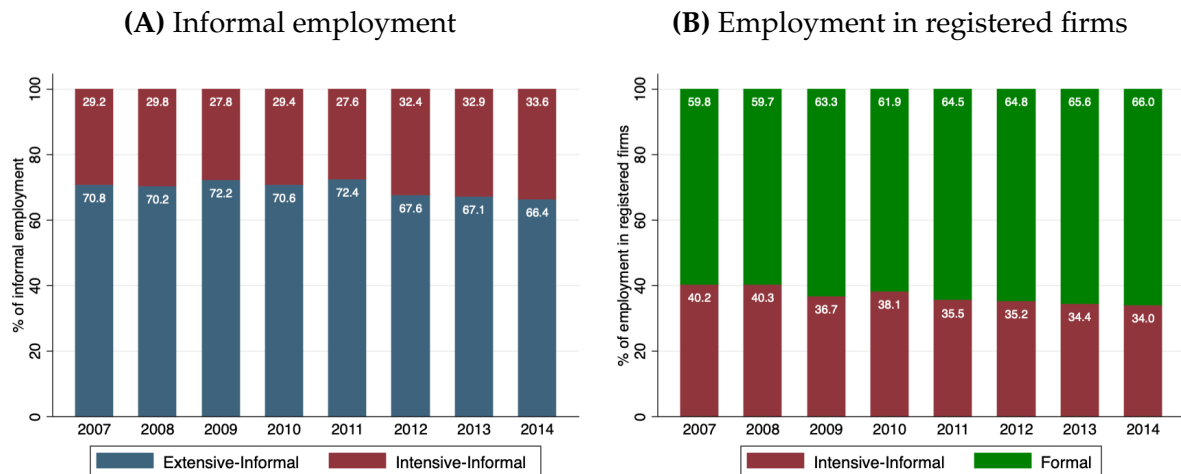 (A) Informal employment
% of informal employment
100
80
60
40
20
0
29.2 29.8 27.8 29.4 27.6 32.4 32.9 33.6
70.8 70.2 72.2 70.6 72.4 67.6 67.1 66.4
2007 2008 2009 2010 2011 2012 2013 2014
Extensive-Informal Intensive-Informal
(B) Employment in registered firms
% of employment in registered firms
100
80
60
40
20
0
59.8 59.7 63.3 61.9 64.5 64.8 65.6 66.0
40.2 40.3 36.7 38.1 35.5 35.2 34.4 34.0
2007 2008 2009 2010 2011 2012 2013 2014
Intensive-Informal Formal